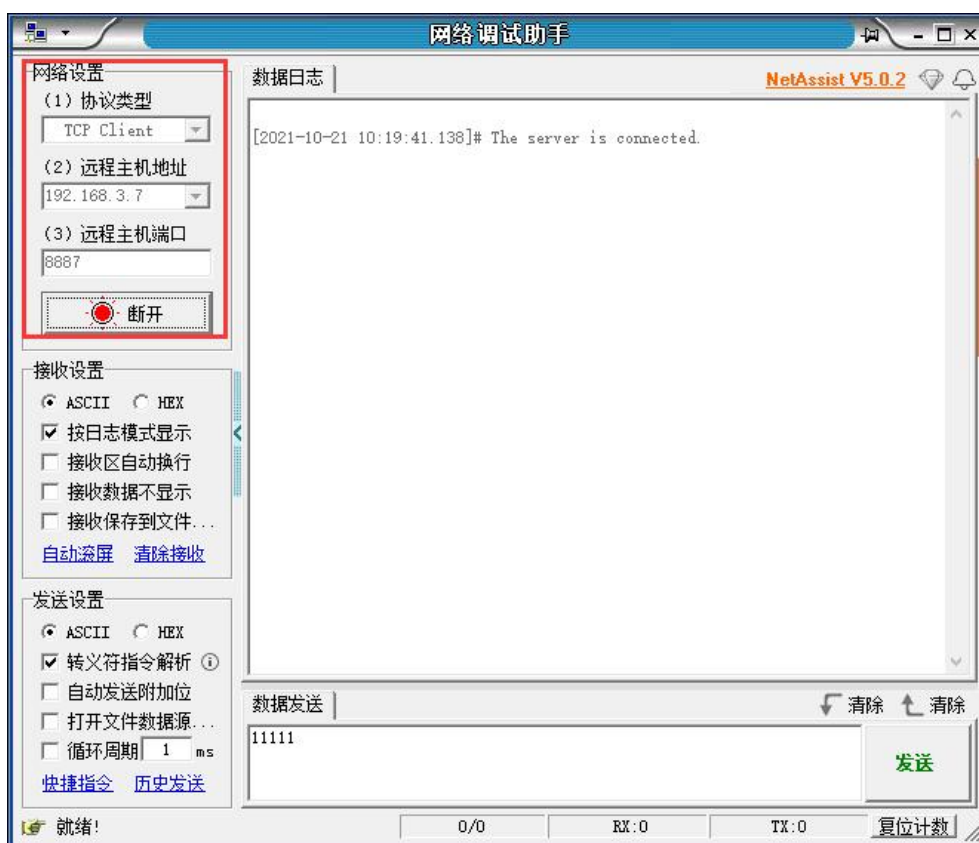 网络调试助手
网络设置
(1) 协议类型
TCP Client
(2) 远程主机地址
192.168.3.7
(3) 远程主机端口
8887
断开
接收设置
ASCII HEX
按日志模式显示
接收区自动换行
接收数据不显示
接收保存到文件...
自动滚屏 清除接收
发送设置
ASCII HEX
转义符指令解析
自动发送附加位
打开文件数据源...
循环周期 1 ms
快捷指令 历史发送
数据日志
NetAssist V5.0.2
[2021-10-21 10:19:41.138]# The server is connected.
数据发送 清除 清除
11111
发送
就绪! 0/0 RX:0 TX:0 复位计数